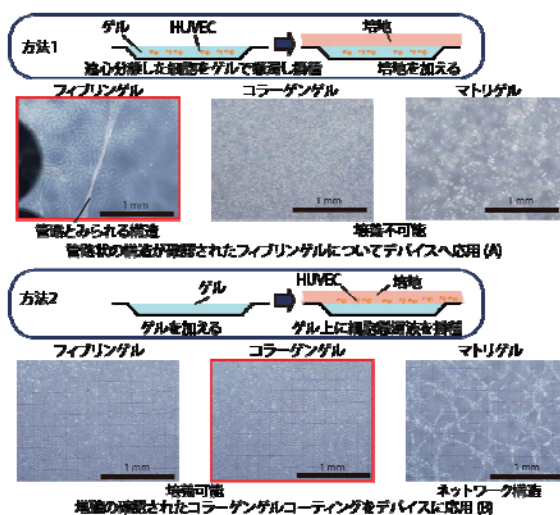 ゲル HUVEC 培地
方法1
遠心分離した細胞をゲルで懸濁し播種 培地を加える
フィブリンゲル コラーゲンゲル マトリゲル
1 mm 1 mm 1 mm
管路とみられる構造 培養不可能
管路状の構造が確認されたフィブリンゲルについてデバイスへ応用 (A)
ゲル HUVEC 培地
方法2
ゲルを加える ゲル上に細胞懸濁液を播種
フィブリンゲル コラーゲンゲル マトリゲル
1 mm 1 mm 1 mm
培養可能 ネットワーク構造
増殖の確認されたコラーゲンゲルコーティングをデバイスに応用 (B)